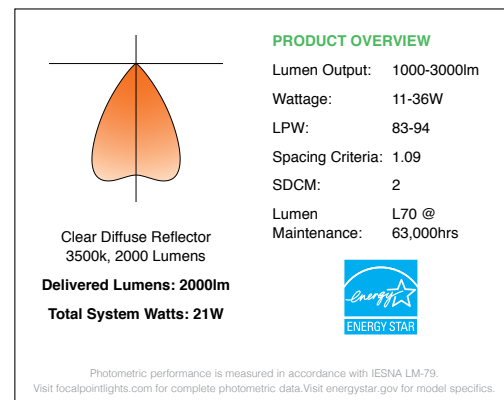 PRODUCT OVERVIEW
Lumen Output: 1000-3000lm
Wattage: 11-36W
LPW: 83-94
Spacing Criteria: 1.09
SDCM: 2
Lumen Maintenance: L70 @ 63,000hrs
Clear Diffuse Reflector
3500k, 2000 Lumens
Delivered Lumens: 2000lm
Total System Watts: 21W
energy
ENERGY STAR
Photometric performance is measured in accordance with IESNA LM-79.
Visit focalpointlights.com for complete photometric data.Visit energystar.gov for model specifics.